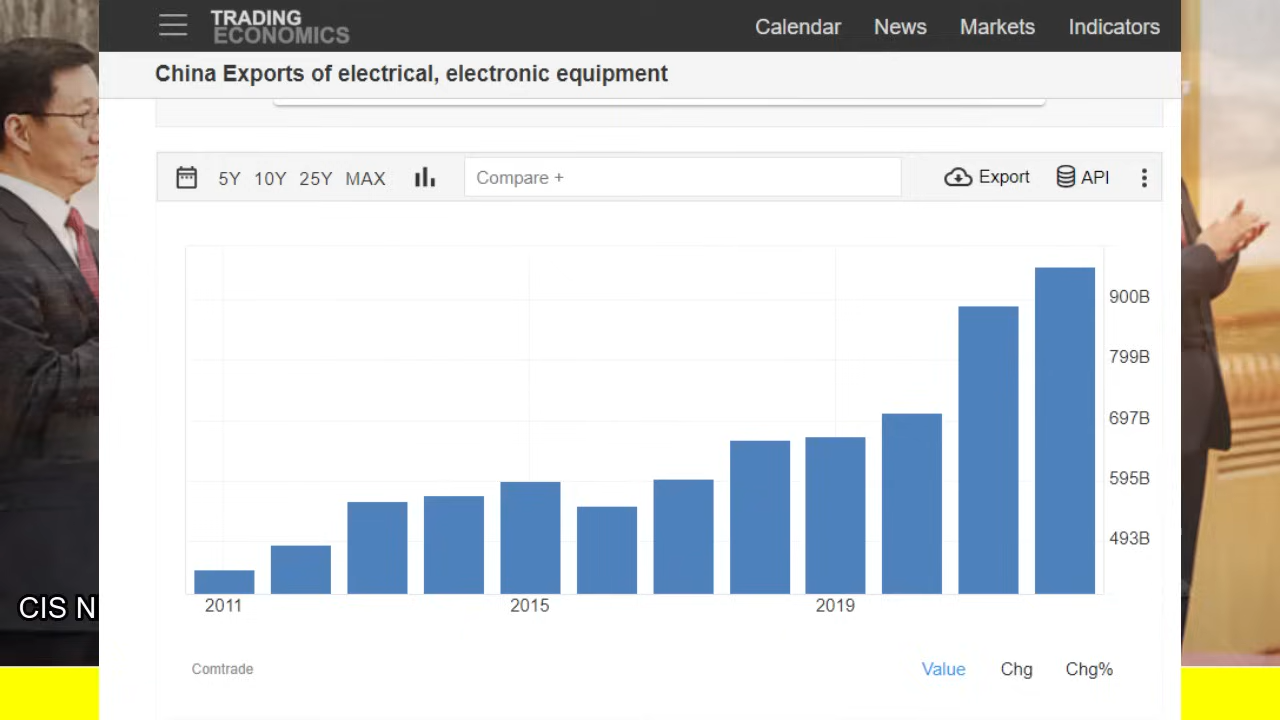 TRADING
ECONOMICS
Calendar News Markets Indicators
China Exports of electrical, electronic equipment
5Y 10Y 25Y MAX Compare + Export API
900B
799B
697B
595B
493B
2011 2015 2019
Comtrade Value Chg Chg%
CIS N